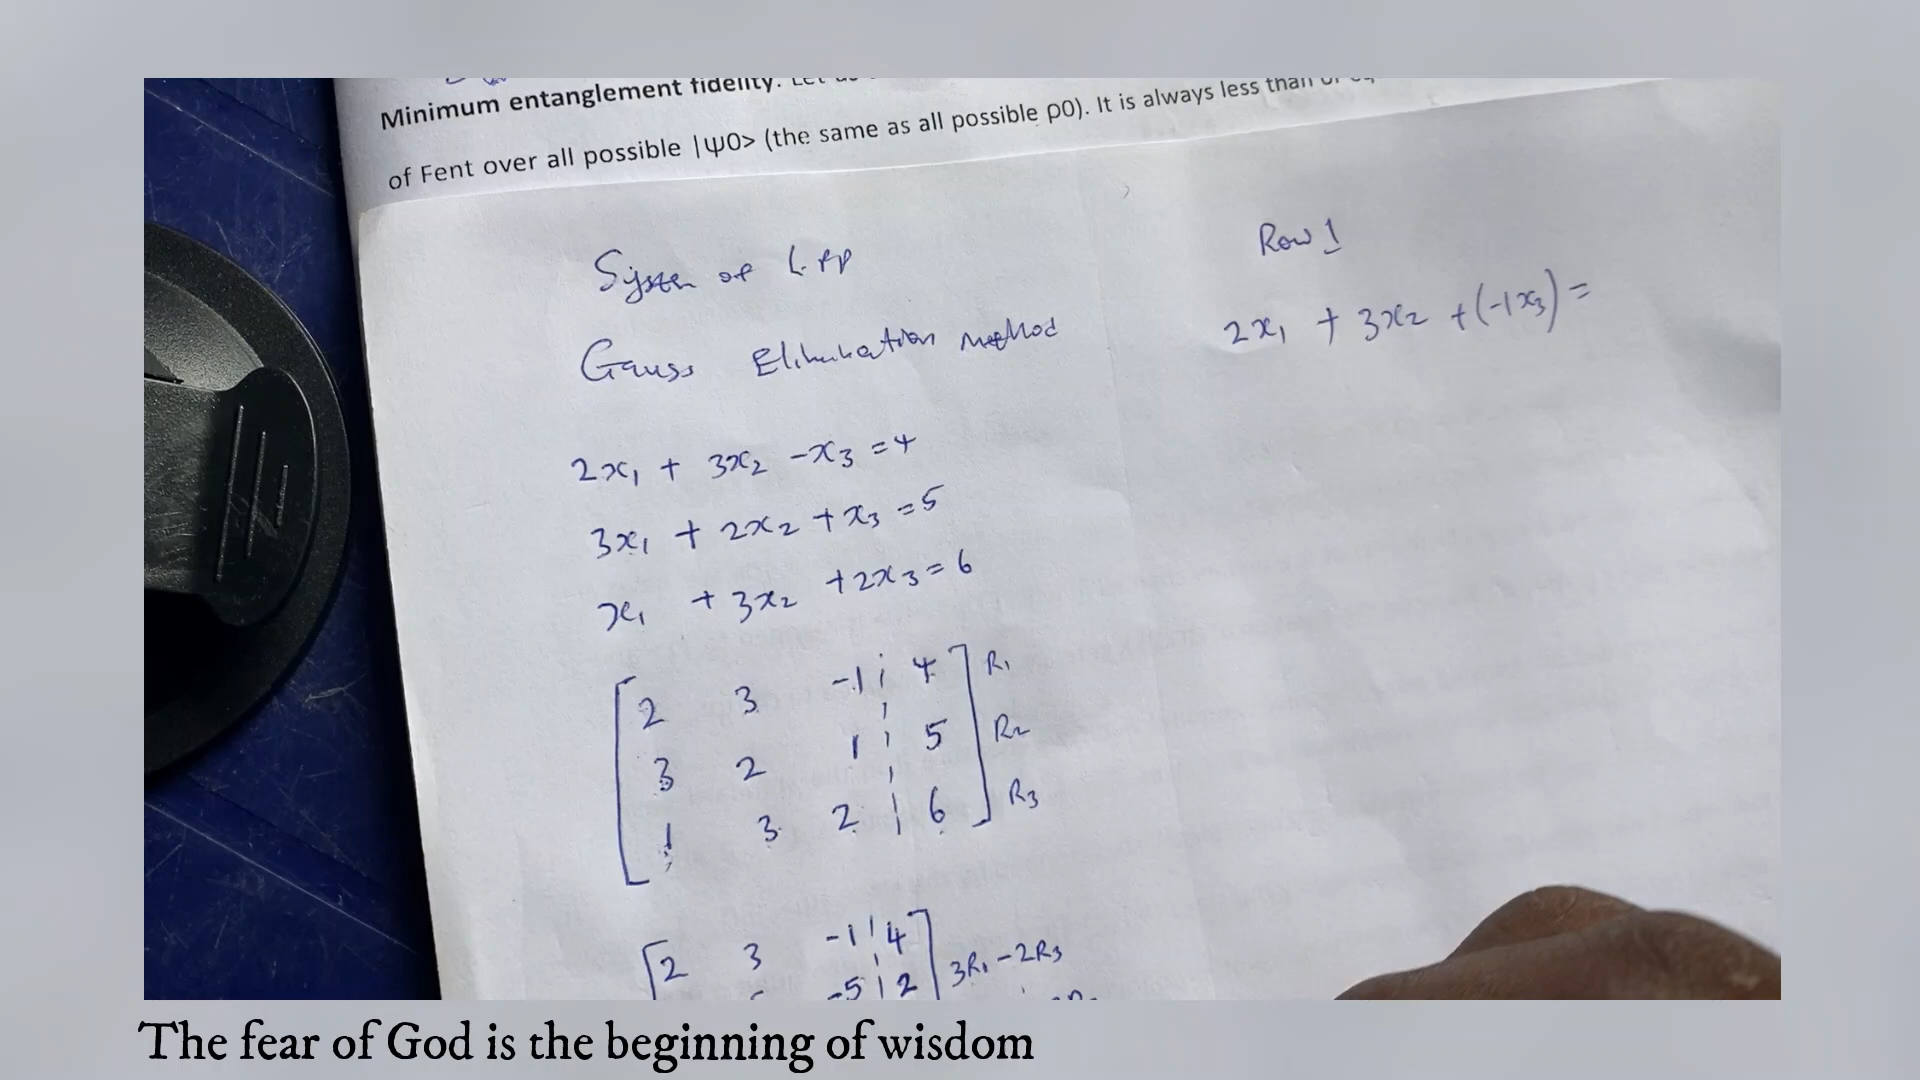 Minimum entanglement fidelity.
of Fent over all possible |ψ0> (the same as all possible ρ0). It is always less than or eq
System of L.PP
Gauss Elimination method
2x₁ + 3x₂ -x₃ =4
3x₁ + 2x₂ +x₃ =5
x₁ + 3x₂ +2x₃ = 6
2 3 -1 4 R₁
3 2 1 5 R₂
1 3 2 6 R₃
2 3 -1 4
-5 2 3R₁ -2R₃
Row 1
2x₁ + 3x₂ +(-1x₃) =
The fear of God is the beginning of wisdom